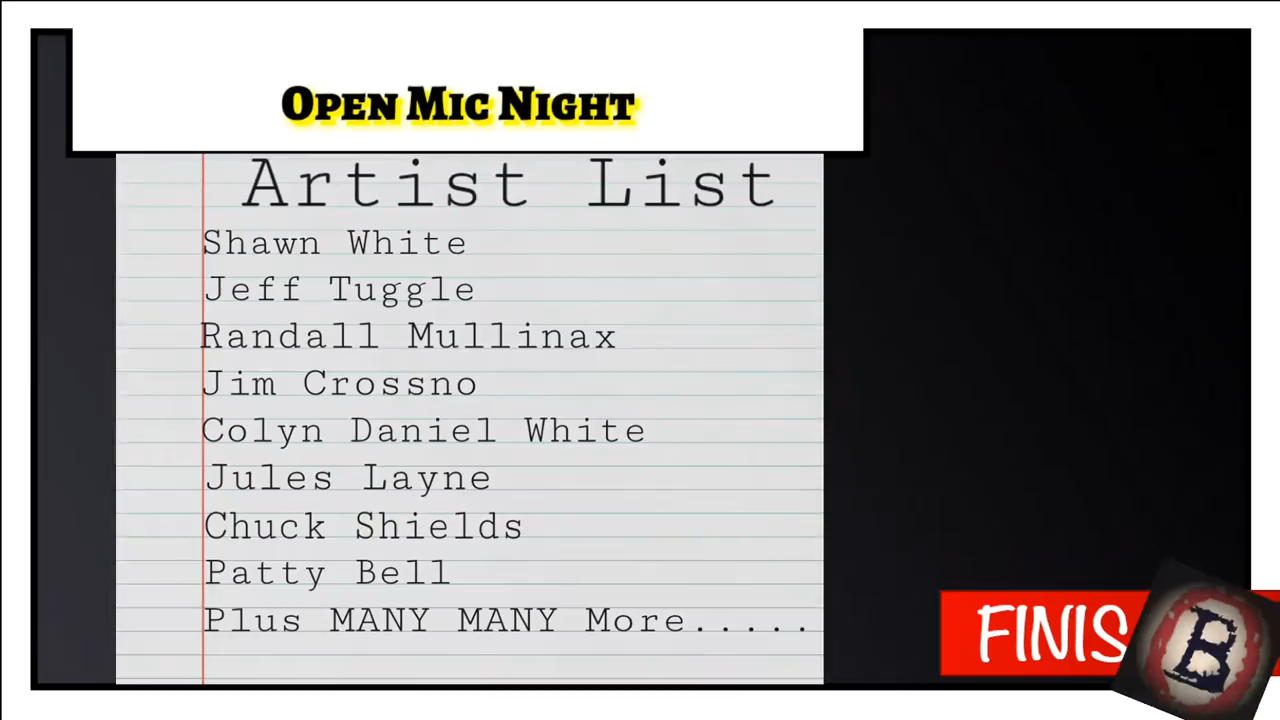 Open Mic Night
Artist List
Shawn White
Jeff Tuggle
Randall Mullinax
Jim Crossno
Colyn Daniel White
Jules Layne
Chuck Shields
Patty Bell
Plus MANY MANY More.....
FINIS
B